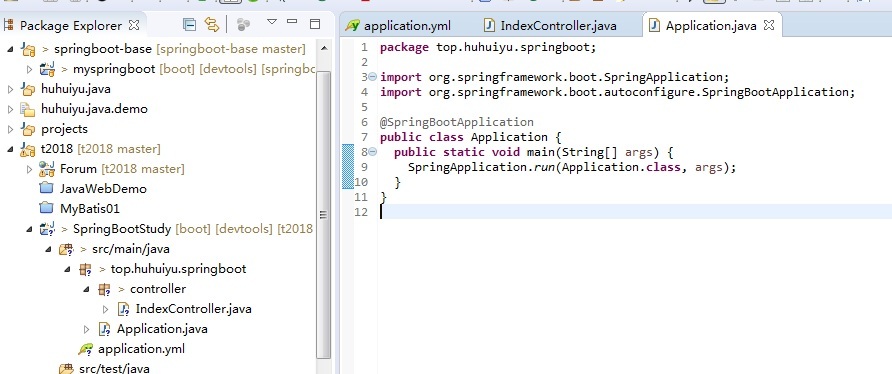 Package Explorer
springboot-base [springboot-base master]
myspringboot [boot] [devtools] [springbo
huhuiyu.java
huhuiyu.java.demo
projects
t2018 [t2018 master]
Forum [t2018 master]
JavaWebDemo
MyBatis01
SpringBootStudy [boot] [devtools] [t2018
src/main/java
top.huhuiyu.springboot
controller
IndexController.java
Application.java
application.yml
src/test/java
application.yml
IndexController.java
Application.java
1 package top.huhuiyu.springboot;
2
3 import org.springframework.boot.SpringApplication;
4 import org.springframework.boot.autoconfigure.SpringBootApplication;
5
6 @SpringBootApplication
7 public class Application {
8 public static void main(String[] args) {
9 SpringApplication.run(Application.class, args);
10 }
11 }
12